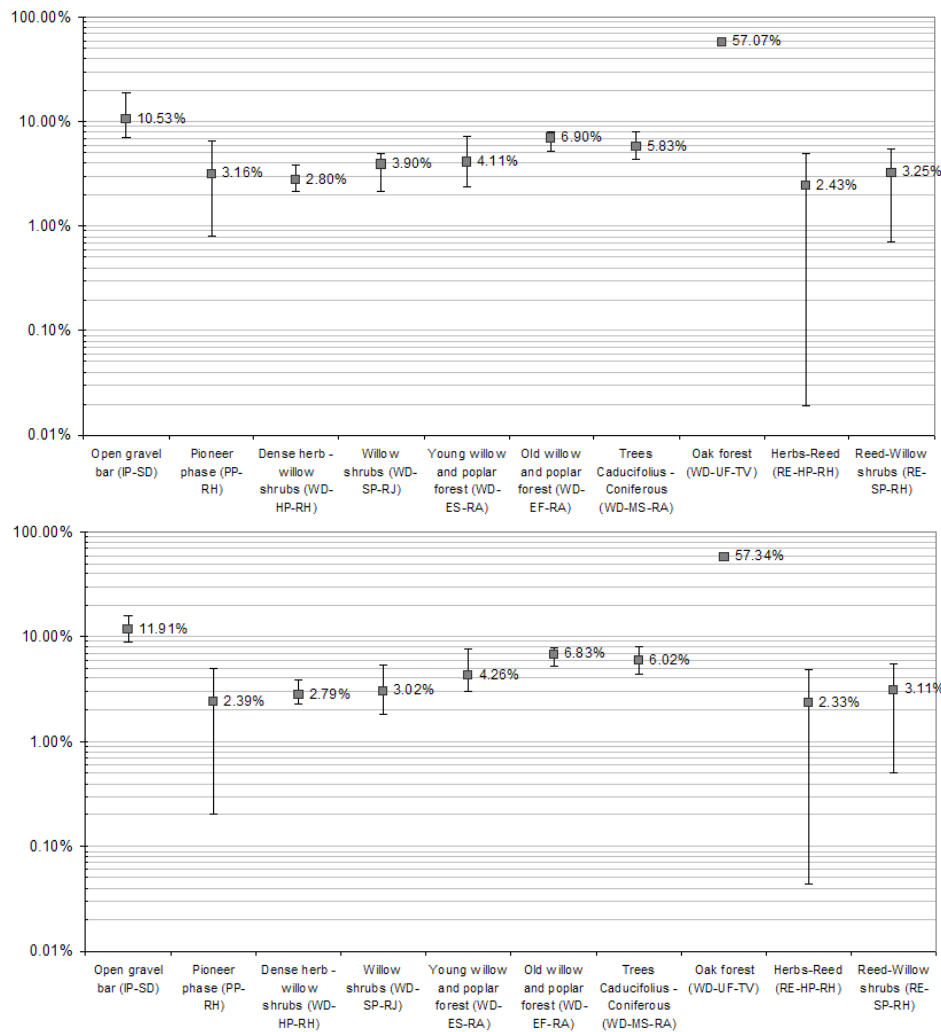 100.00%
57.07%
10.00%
10.53%
3.16%
2.80%
3.90%
4.11%
6.90%
5.83%
2.43%
3.25%
1.00%
0.10%
0.01%
Open gravel bar (IP-SD)
Pioneer phase (PP-RH)
Dense herb - willow shrubs (WD-HP-RH)
Willow shrubs (WD-SP-RJ)
Young willow and poplar forest (WD-ES-RA)
Old willow and poplar forest (WD-EF-RA)
Trees Caducifolius - Coniferous (WD-MS-RA)
Oak forest (WD-UF-TV)
Herbs-Reed (RE-HP-RH)
Reed-Willow shrubs (RE-SP-RH)
100.00%
57.34%
10.00%
11.91%
2.39%
2.79%
3.02%
4.26%
6.83%
6.02%
2.33%
3.11%
1.00%
0.10%
0.01%
Open gravel bar (IP-SD)
Pioneer phase (PP-RH)
Dense herb - willow shrubs (WD-HP-RH)
Willow shrubs (WD-SP-RJ)
Young willow and poplar forest (WD-ES-RA)
Old willow and poplar forest (WD-EF-RA)
Trees Caducifolius - Coniferous (WD-MS-RA)
Oak forest (WD-UF-TV)
Herbs-Reed (RE-HP-RH)
Reed-Willow shrubs (RE-SP-RH)